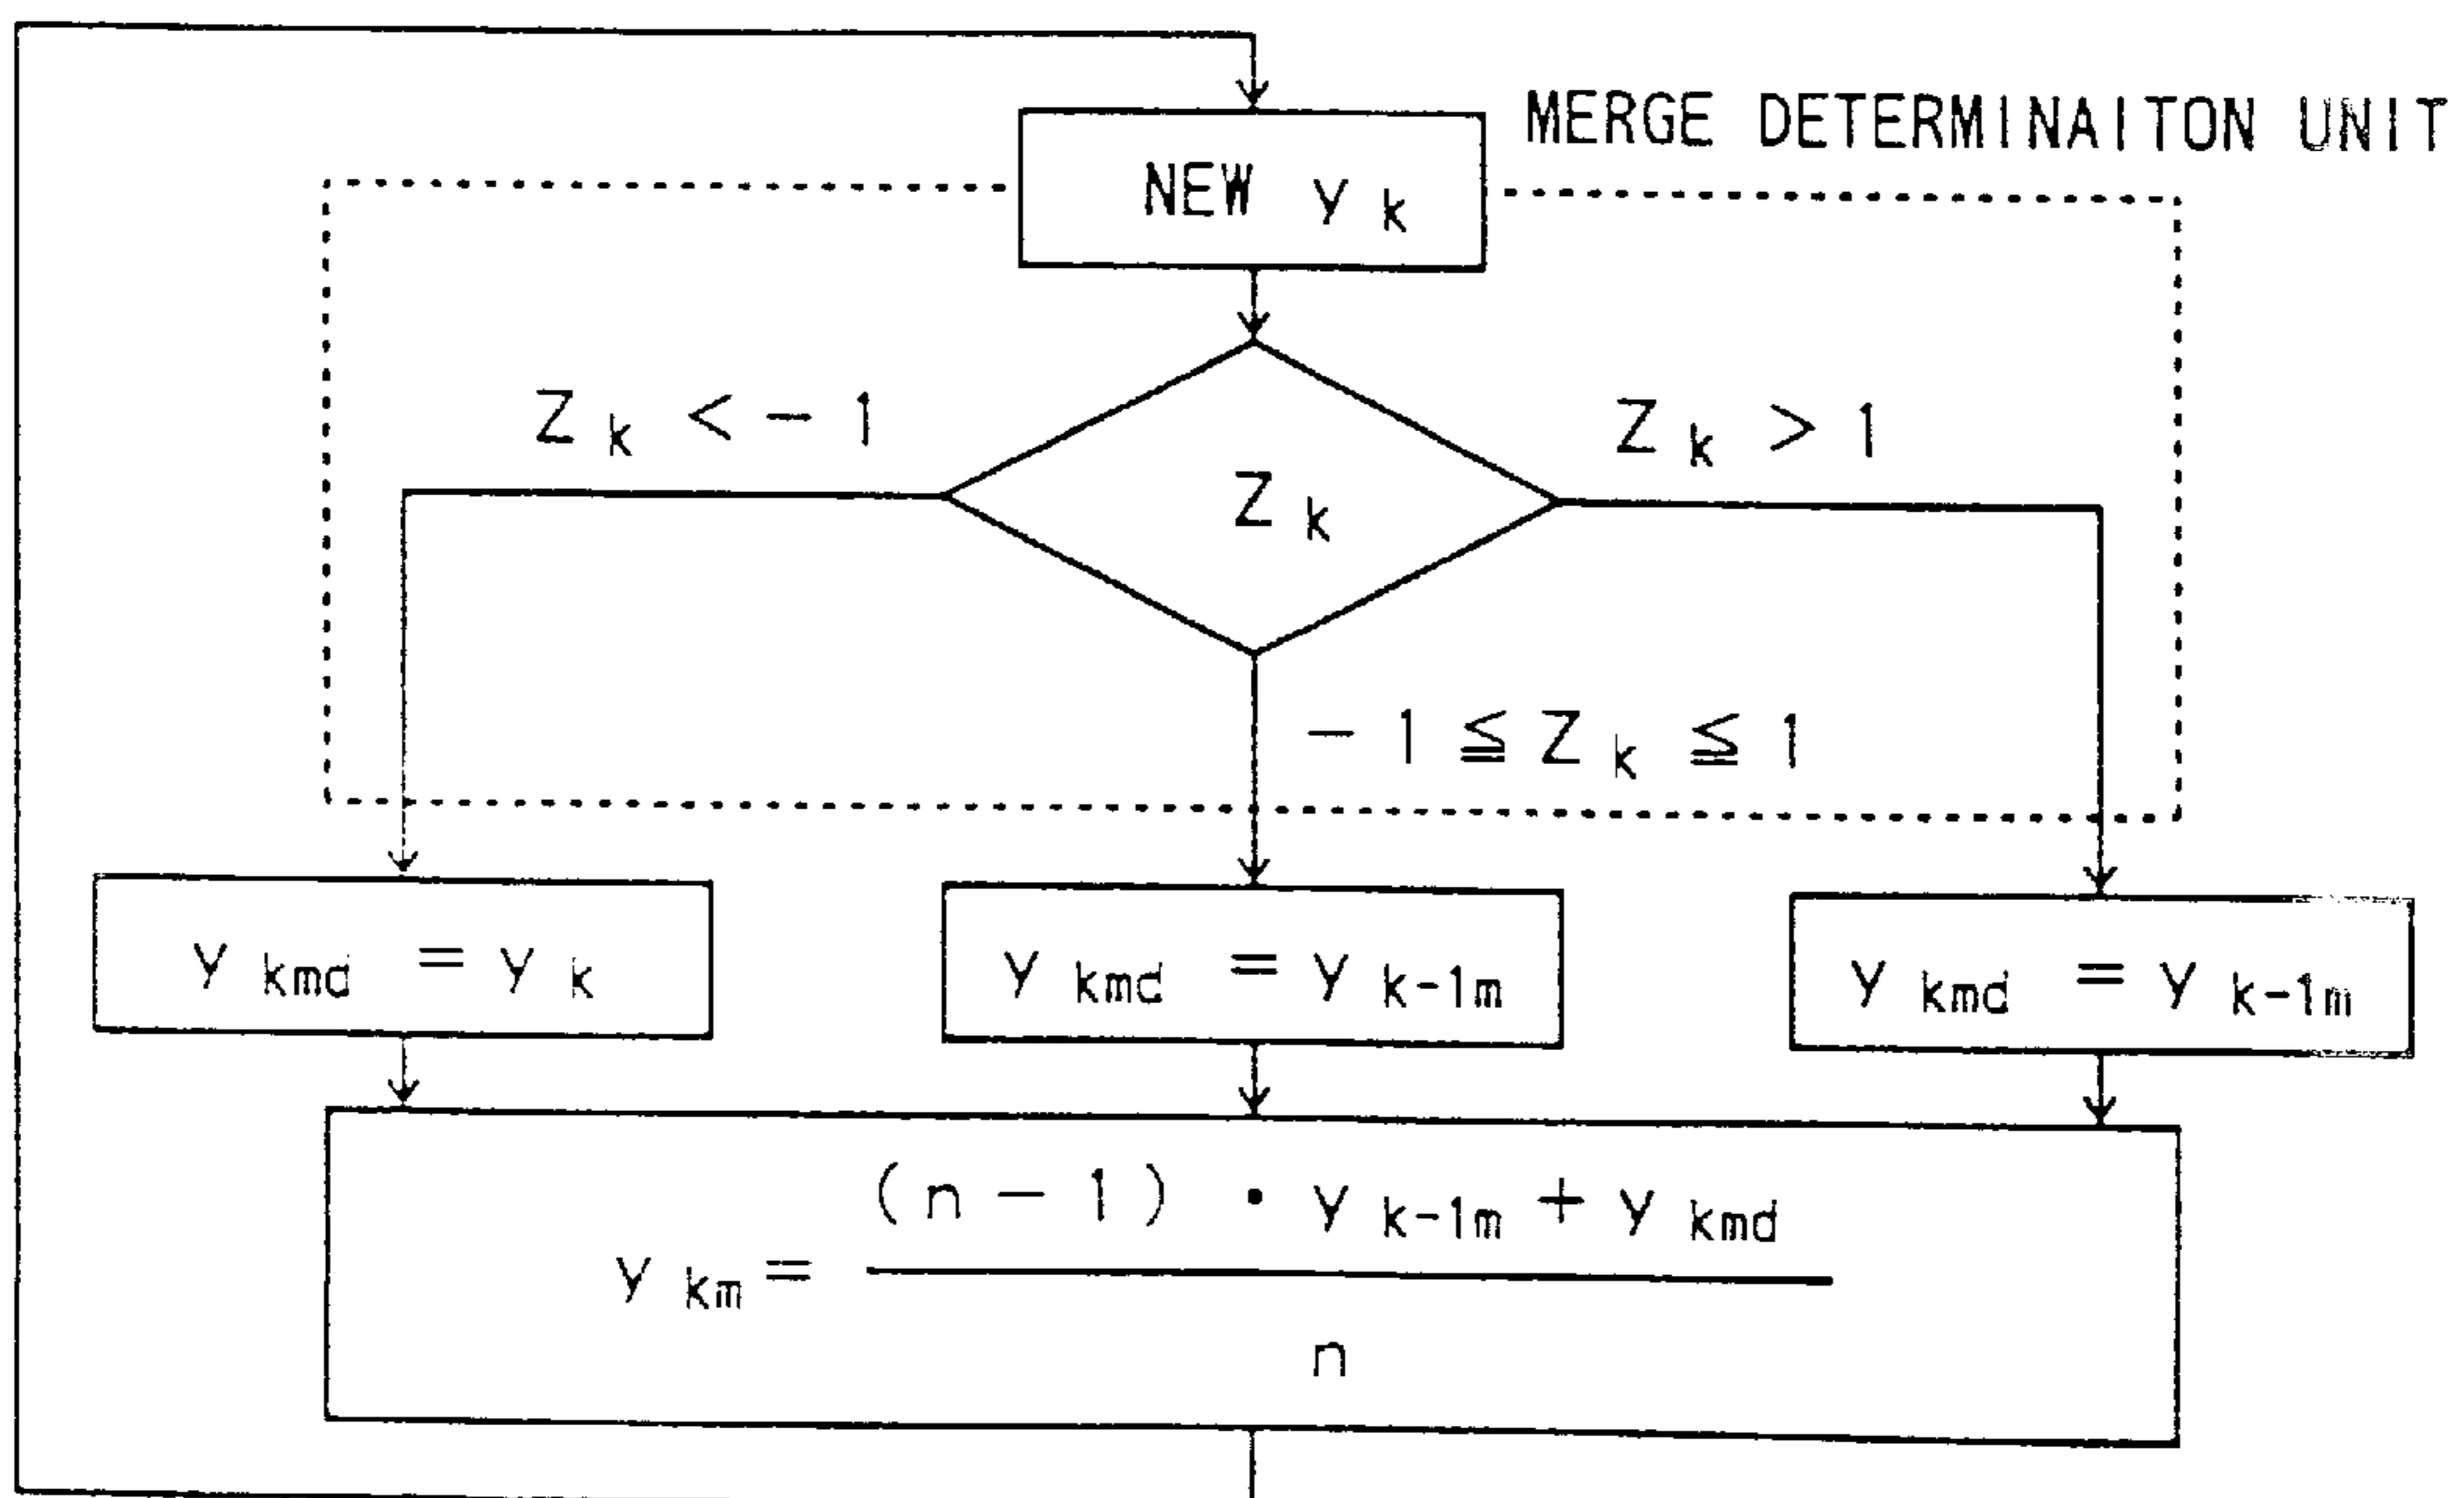 MERGE DETERMINAITON UNIT
NEW y k
Z k < - 1
Z k > 1
Z k
- 1 ≦ Z k ≦ 1
y kmd = y k
y kmd = y k-1m
y kmd = y k-1m
(n - 1) • y k-1m + y kmd
y km =
n